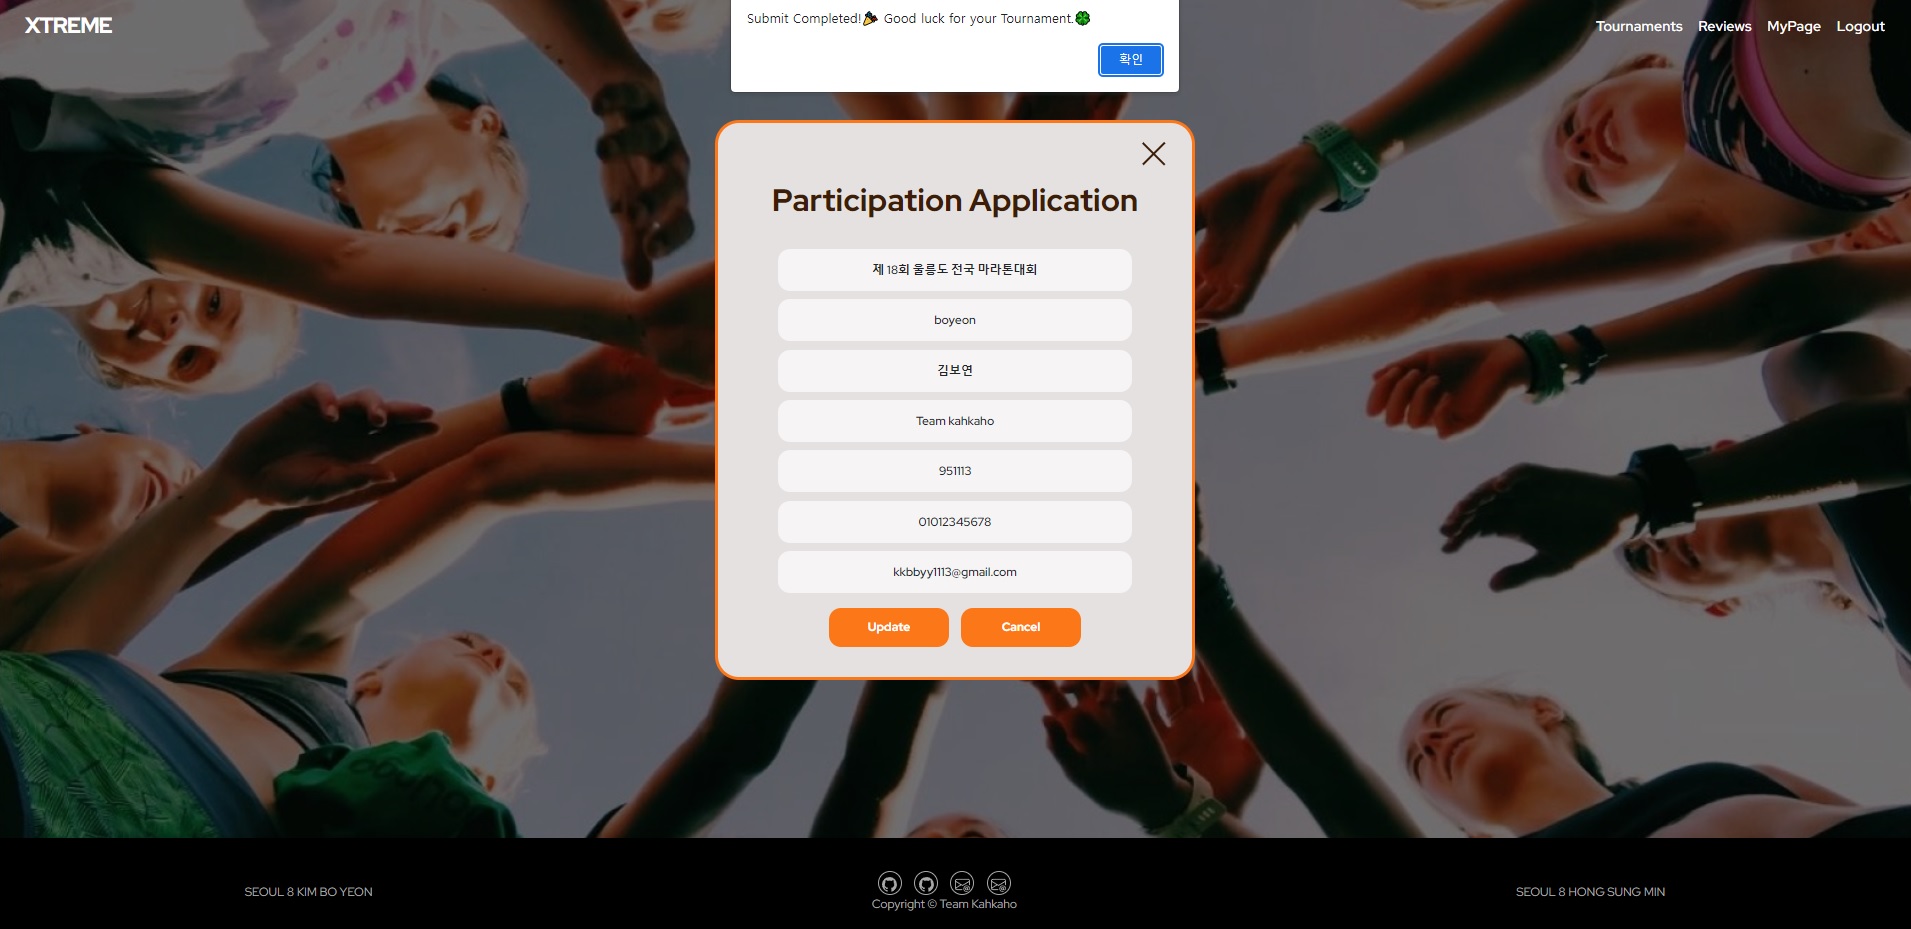 XTREME
Tournaments Reviews MyPage Logout
Submit Completed!🎉 Good luck for your Tournament.🍀
확인
Participation Application
제 18회 울릉도 전국 마라톤대회
boyeon
김보연
Team kahkaho
951113
01012345678
kkbbyy1113@gmail.com
Update Cancel
SEOUL 8 KIM BO YEON
Copyright © Team Kahkaho
SEOUL 8 HONG SUNG MIN